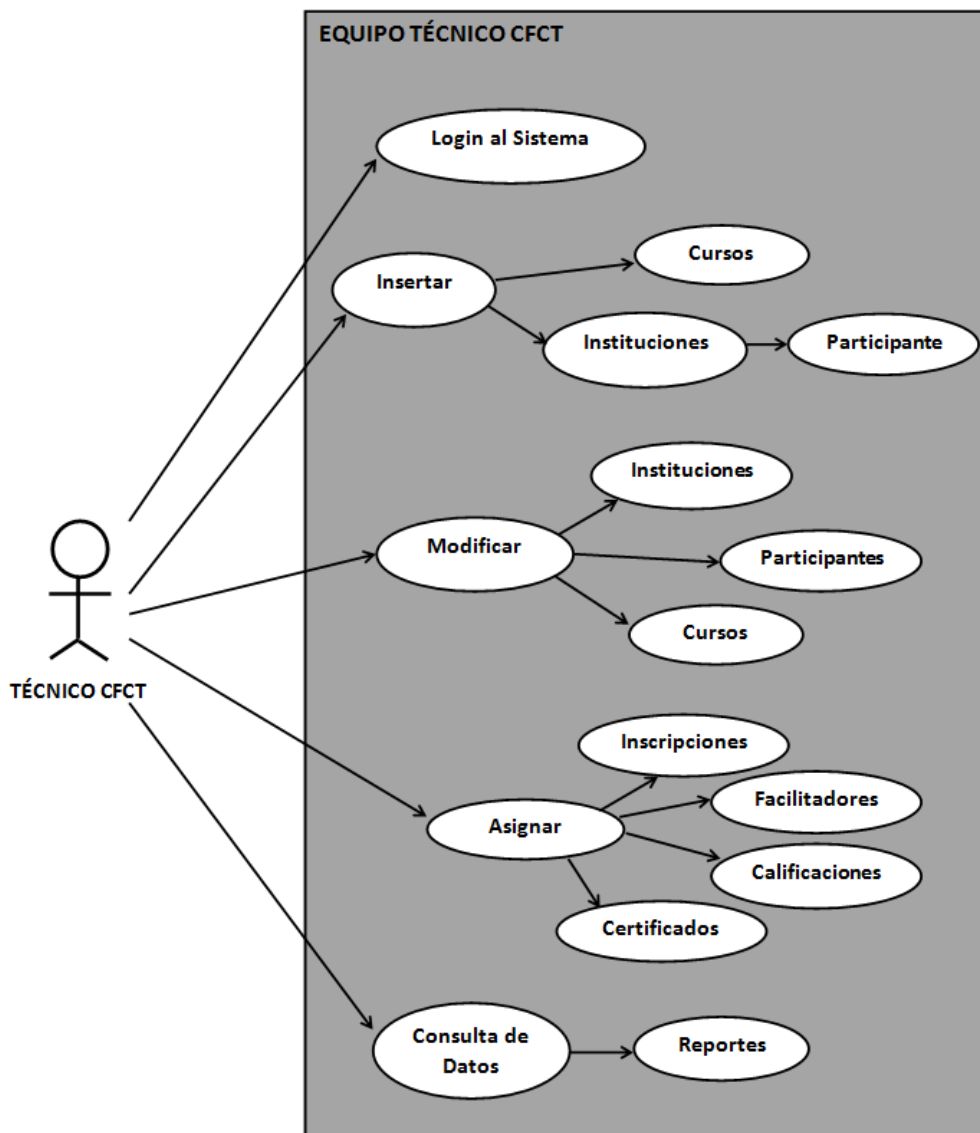 EQUIPO TÉCNICO CFCT
Login al Sistema
Cursos
Insertar
Instituciones
Participante
Instituciones
Modificar
Participantes
Cursos
TÉCNICO CFCT
Inscripciones
Facilitadores
Asignar
Calificaciones
Certificados
Consulta de
Datos
Reportes